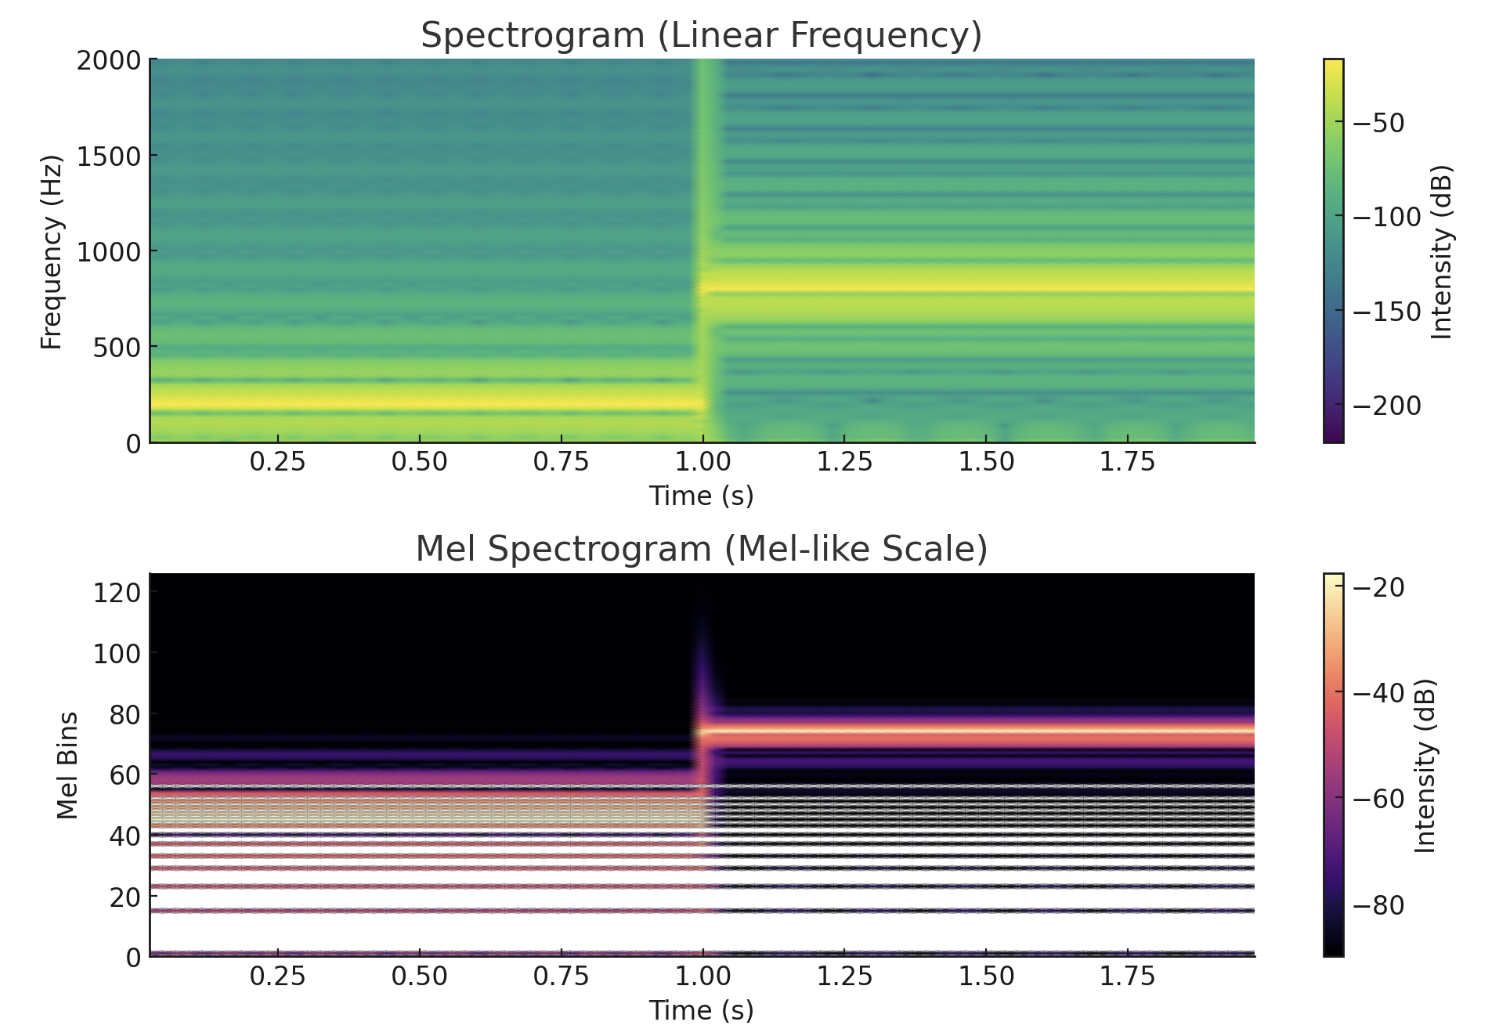 Spectrogram (Linear Frequency)
2000
1500
1000
500
0
Frequency (Hz)
0.25 0.50 0.75 1.00 1.25 1.50 1.75
Time (s)
−50
−100
−150
−200
Intensity (dB)
Mel Spectrogram (Mel-like Scale)
120
100
80
60
40
20
0
Mel Bins
0.25 0.50 0.75 1.00 1.25 1.50 1.75
Time (s)
−20
−40
−60
−80
Intensity (dB)